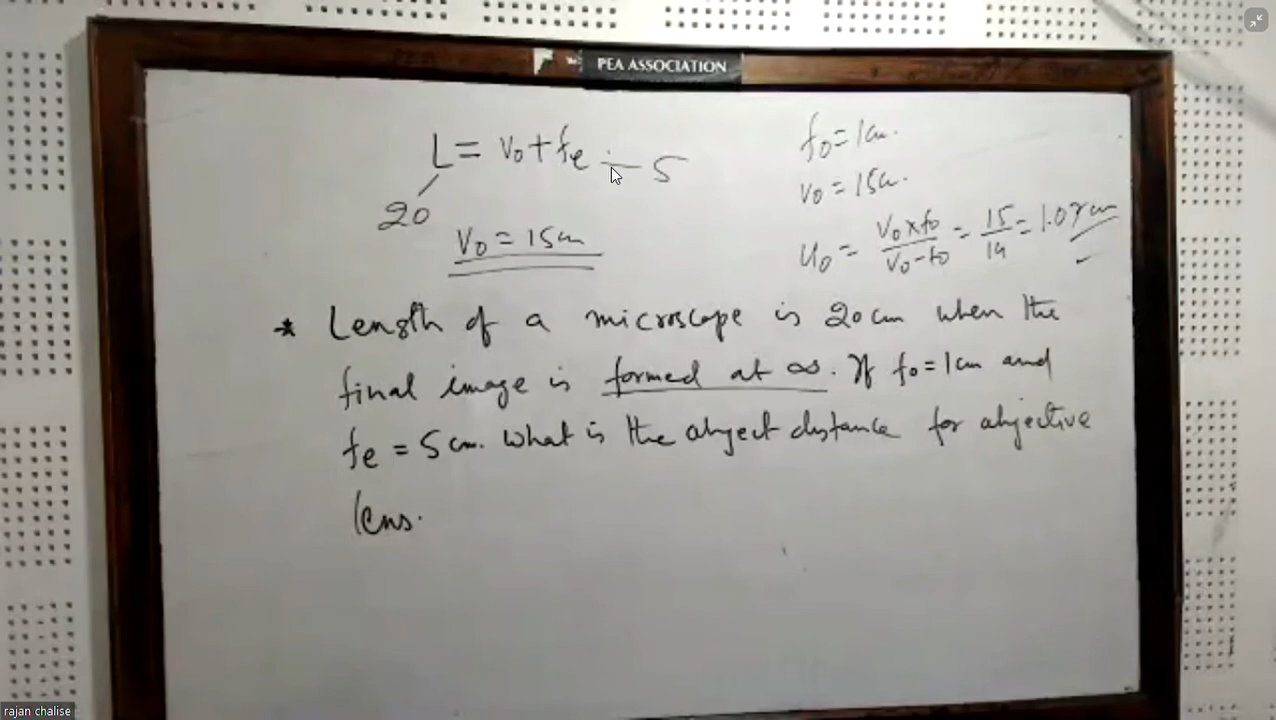 PEA ASSOCIATION
L = v₀ + fe — 5
20
V₀ = 15cm
f₀ = 1cm.
v₀ = 15cm.
u₀ = v₀×f₀ / v₀-f₀ = 15/14 = 1.07cm
* Length of a microscope is 20cm when the
final image is formed at ∞. If f₀ = 1cm and
fe = 5cm. What is the object distance for objective
lens.
rajan chalise